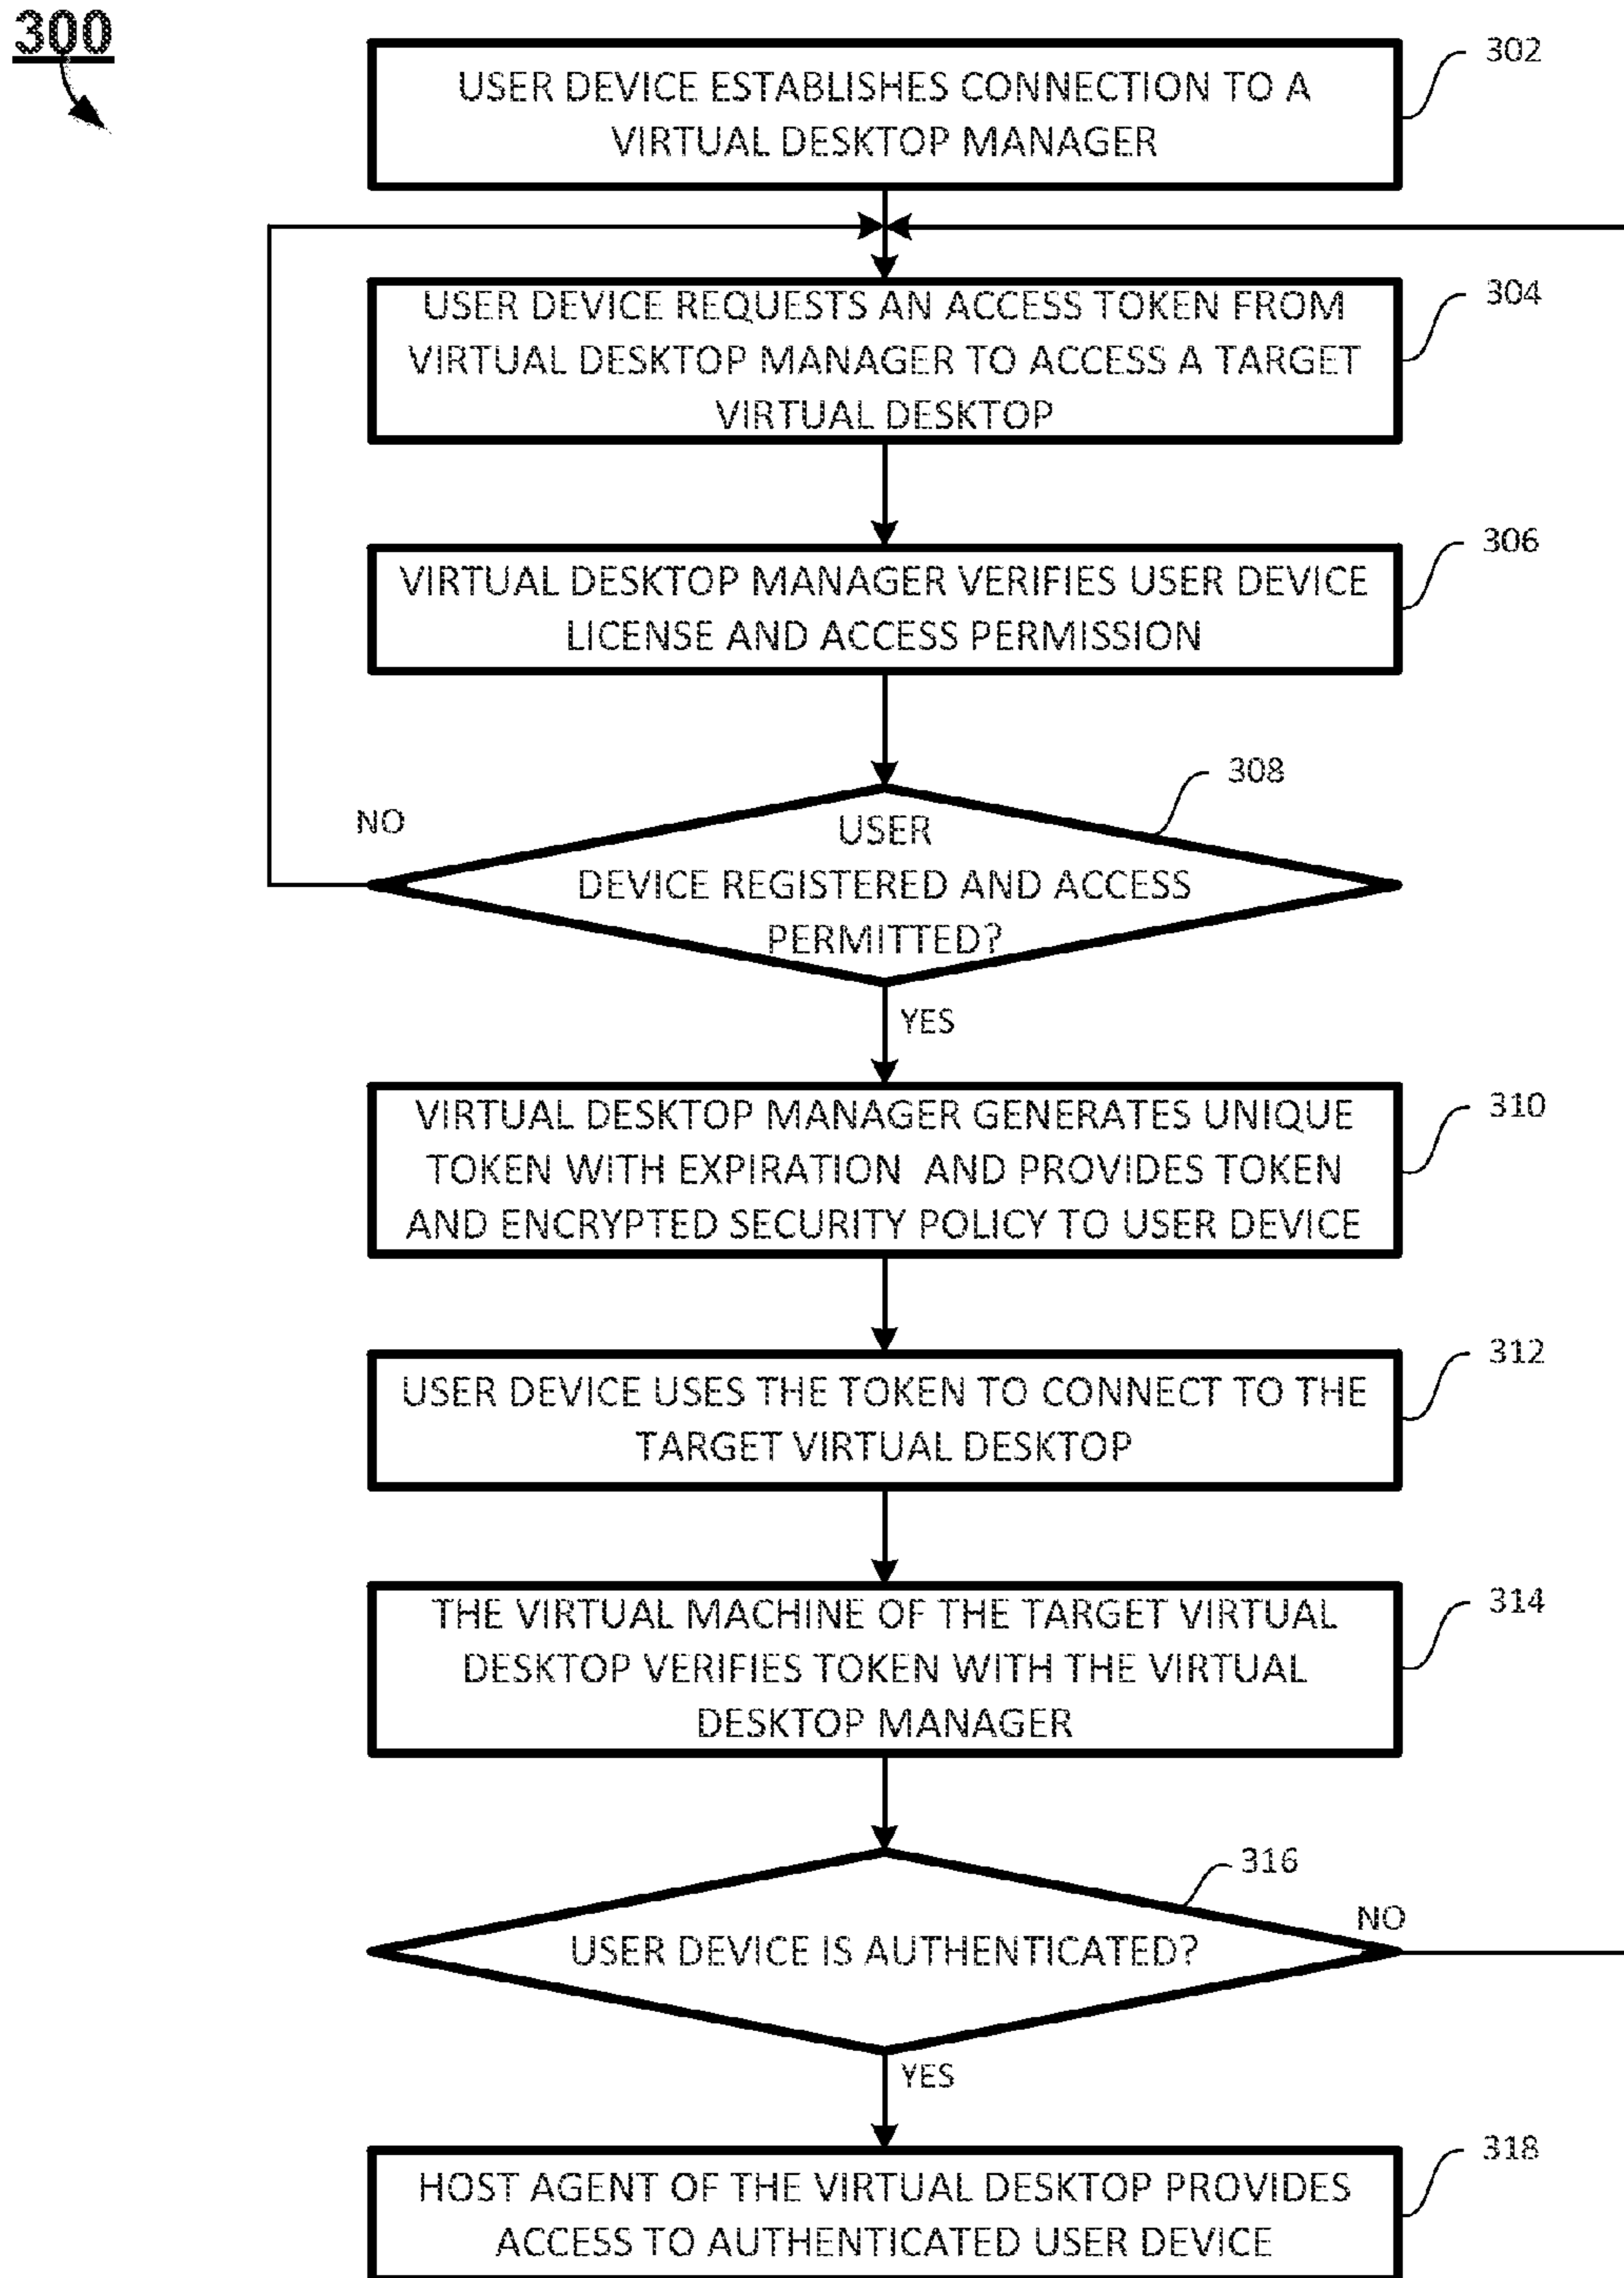 300
302
USER DEVICE ESTABLISHES CONNECTION TO A
VIRTUAL DESKTOP MANAGER
304
USER DEVICE REQUESTS AN ACCESS TOKEN FROM
VIRTUAL DESKTOP MANAGER TO ACCESS A TARGET
VIRTUAL DESKTOP
306
VIRTUAL DESKTOP MANAGER VERIFIES USER DEVICE
LICENSE AND ACCESS PERMISSION
308
NO
USER
DEVICE REGISTERED AND ACCESS
PERMITTED?
YES
310
VIRTUAL DESKTOP MANAGER GENERATES UNIQUE
TOKEN WITH EXPIRATION AND PROVIDES TOKEN
AND ENCRYPTED SECURITY POLICY TO USER DEVICE
312
USER DEVICE USES THE TOKEN TO CONNECT TO THE
TARGET VIRTUAL DESKTOP
314
THE VIRTUAL MACHINE OF THE TARGET VIRTUAL
DESKTOP VERIFIES TOKEN WITH THE VIRTUAL
DESKTOP MANAGER
316
NO
USER DEVICE IS AUTHENTICATED?
YES
318
HOST AGENT OF THE VIRTUAL DESKTOP PROVIDES
ACCESS TO AUTHENTICATED USER DEVICE